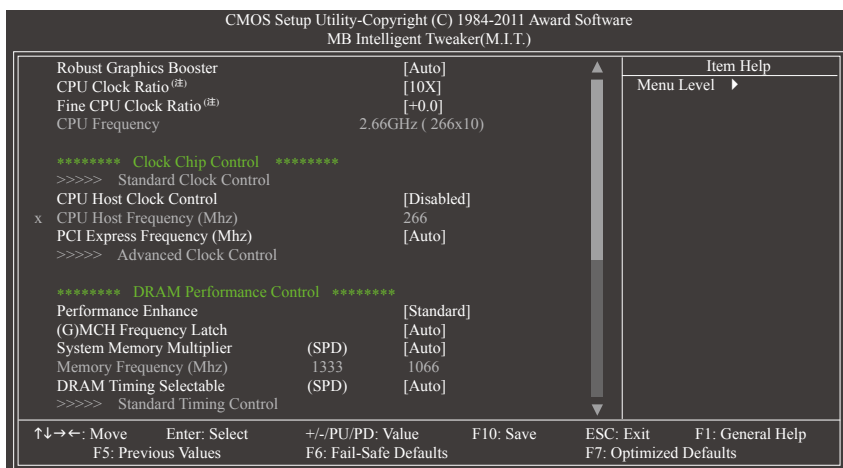 CMOS Setup Utility-Copyright (C) 1984-2011 Award Software
MB Intelligent Tweaker(M.I.T.)
Robust Graphics Booster [Auto]
CPU Clock Ratio (注) [10X]
Fine CPU Clock Ratio (注) [+0.0]
CPU Frequency 2.66GHz ( 266x10)
******** Clock Chip Control ********
>>>>> Standard Clock Control
CPU Host Clock Control [Disabled]
x CPU Host Frequency (Mhz) 266
PCI Express Frequency (Mhz) [Auto]
>>>>> Advanced Clock Control
******** DRAM Performance Control ********
Performance Enhance [Standard]
(G)MCH Frequency Latch [Auto]
System Memory Multiplier (SPD) [Auto]
Memory Frequency (Mhz) 1333 1066
DRAM Timing Selectable (SPD) [Auto]
>>>>> Standard Timing Control
Item Help
Menu Level ▶
↑↓→←: Move Enter: Select +/-/PU/PD: Value F10: Save ESC: Exit F1: General Help
F5: Previous Values F6: Fail-Safe Defaults F7: Optimized Defaults